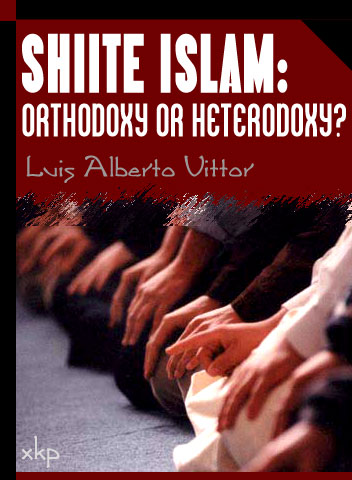 SHIITE ISLAM:
ORTHODOXY OR HETERODOXY?
Luis Alberto Vittor
xkp